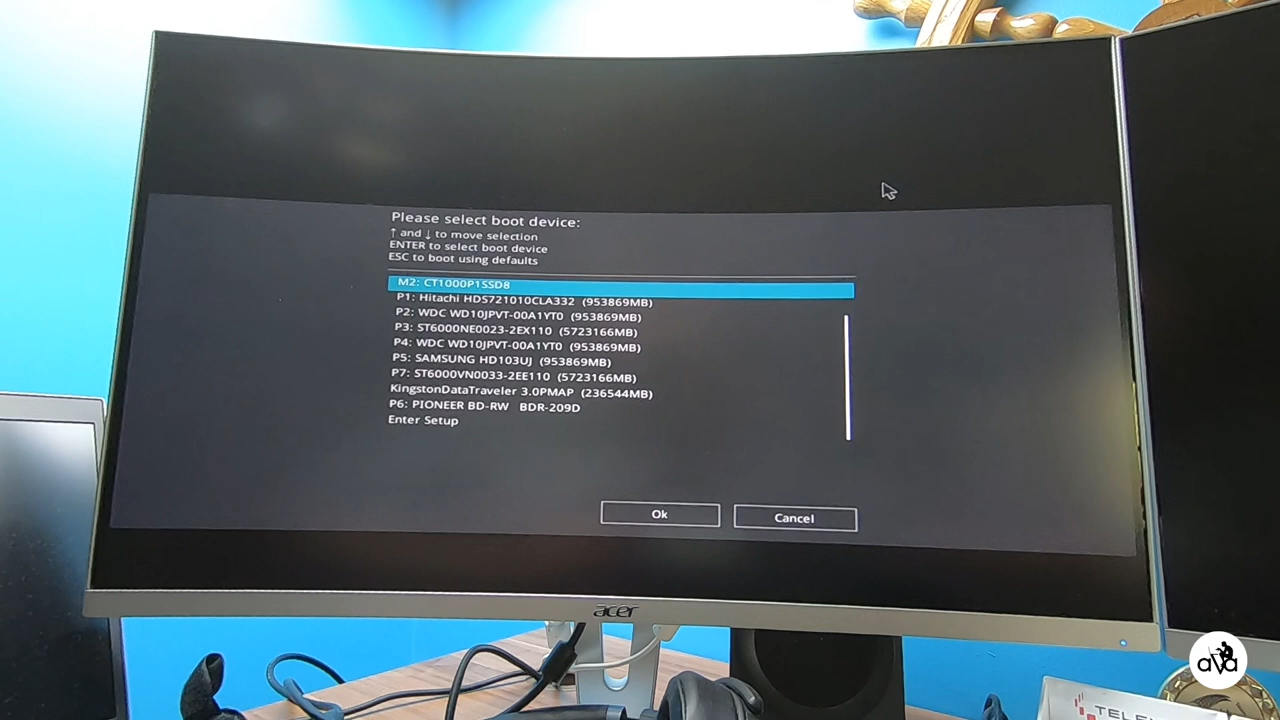 Please select boot device:
↑ and ↓ to move selection
ENTER to select boot device
ESC to boot using defaults
M2: CT1000P1SSD8
P1: Hitachi HDS721010CLA332 (953869MB)
P2: WDC WD10JPVT-00A1YT0 (953869MB)
P3: ST6000NE0023-2EX110 (5723166MB)
P4: WDC WD10JPVT-00A1YT0 (953869MB)
P5: SAMSUNG HD103UJ (953869MB)
P7: ST6000VN0033-2EE110 (5723166MB)
KingstonDataTraveler 3.0PMAP (236544MB)
P6: PIONEER BD-RW BDR-209D
Enter Setup
Ok
Cancel
acer
aVa